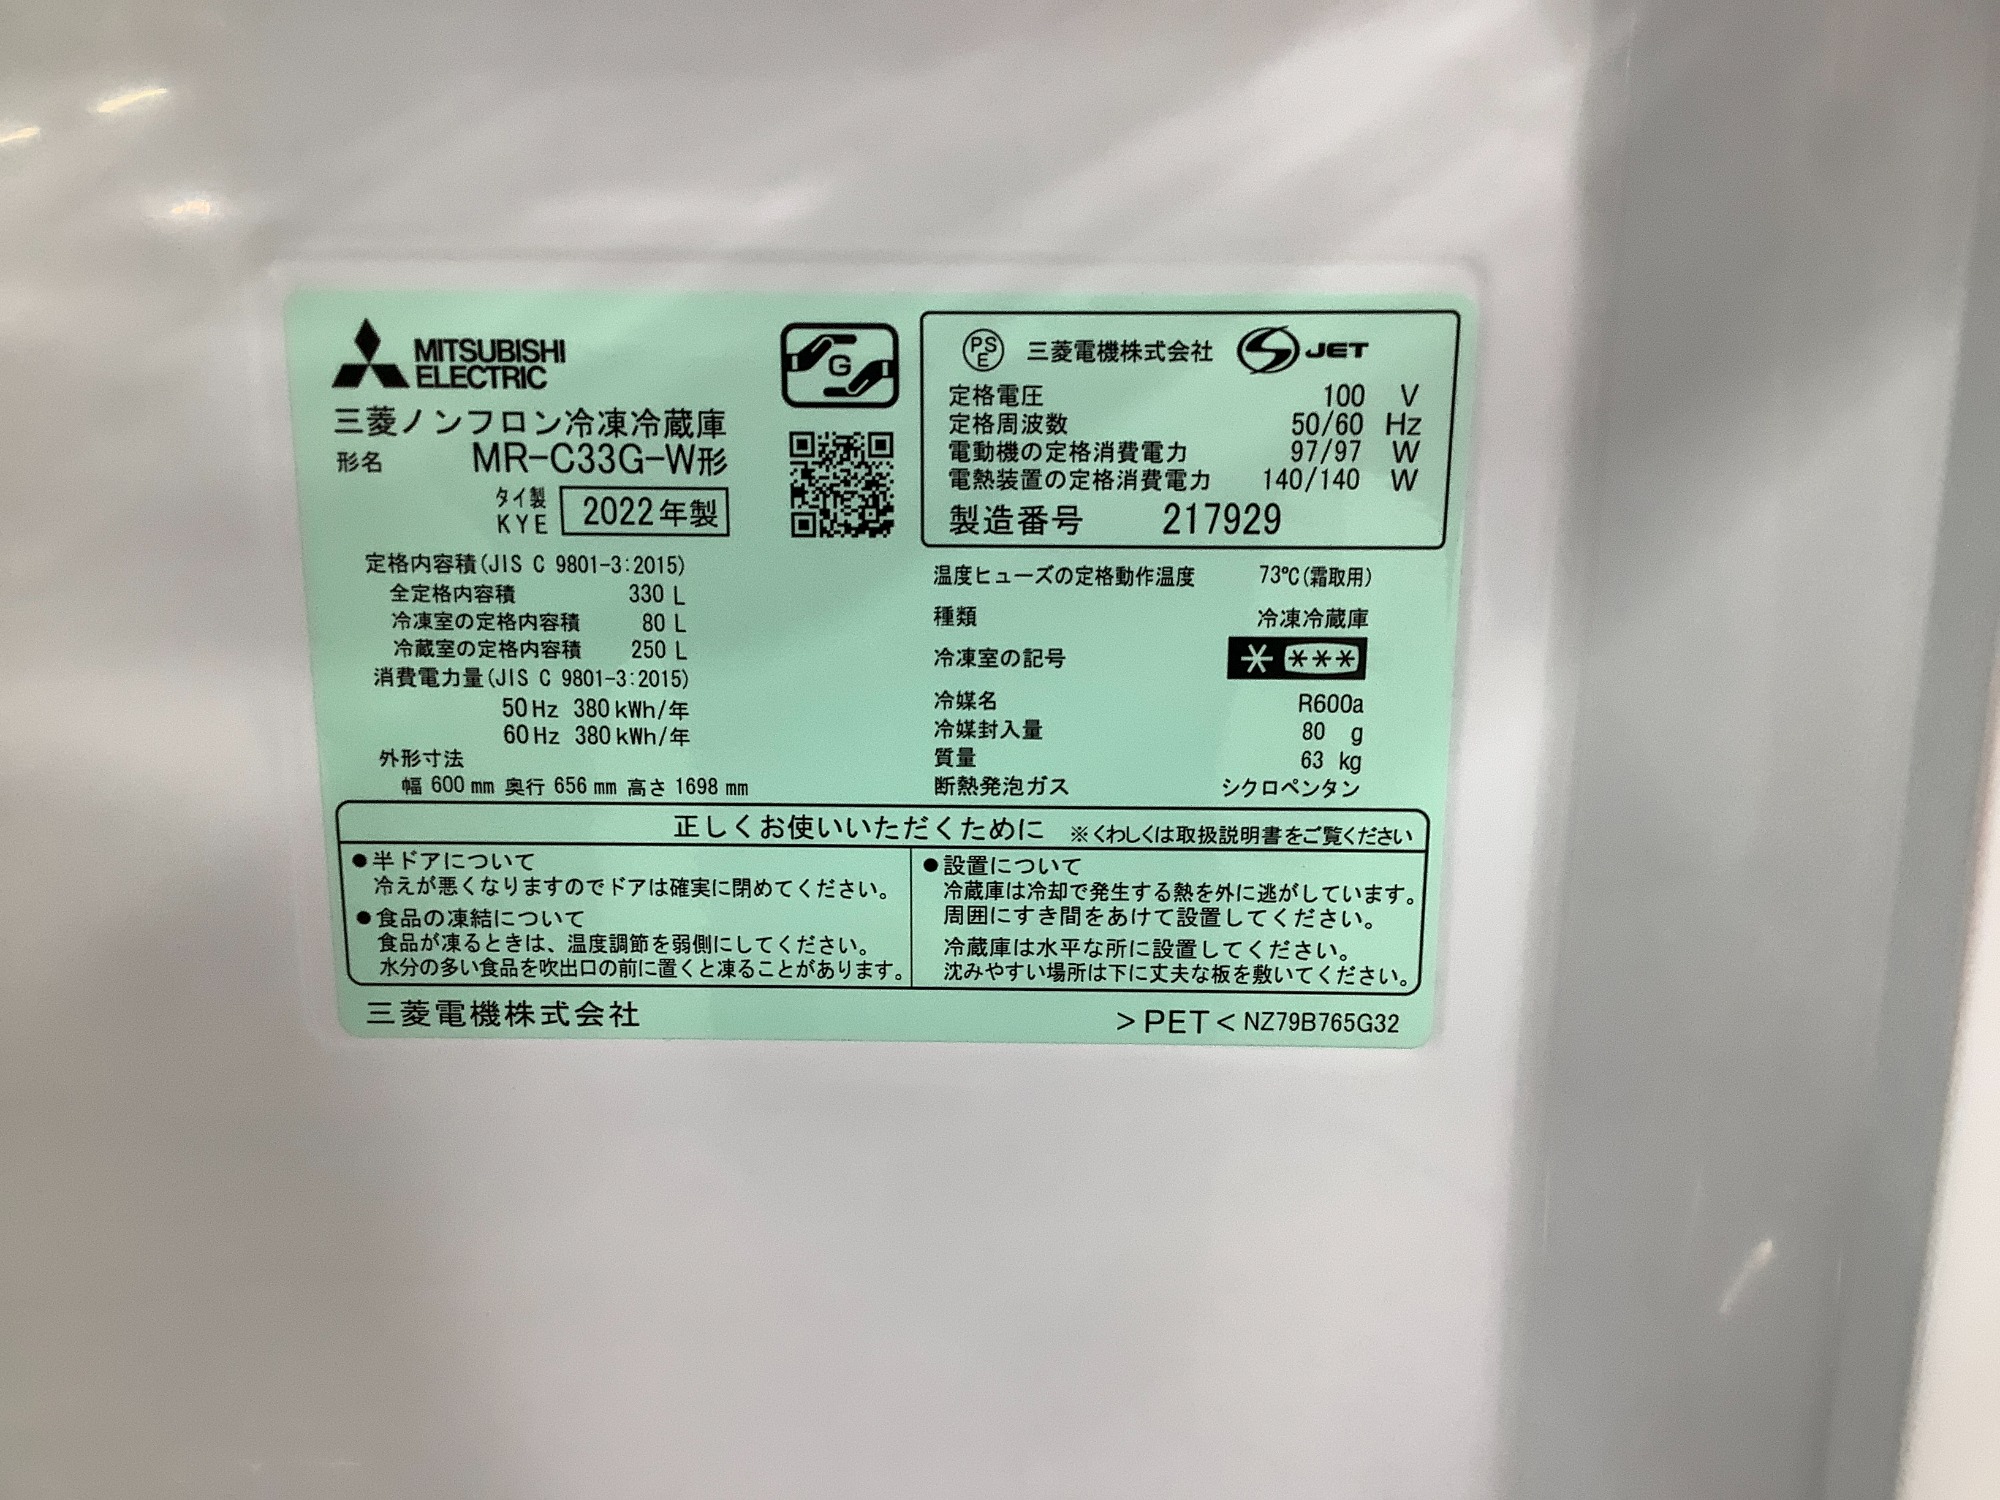 MITSUBISHI
ELECTRIC
三菱ノンフロン冷凍冷蔵庫
形名 MR-C33G-W形
タイ製
KYE 2022年製
G
定格内容積(JIS C 9801-3:2015)
全定格内容積 330 L
冷凍室の定格内容積 80 L
冷蔵室の定格内容積 250 L
消費電力量(JIS C 9801-3:2015)
50Hz 380kWh/年
60Hz 380kWh/年
外形寸法
幅 600 mm 奥行 656 mm 高さ 1698 mm
PSE 三菱電機株式会社 JET
定格電圧 100 V
定格周波数 50/60 Hz
電動機の定格消費電力 97/97 W
電熱装置の定格消費電力 140/140 W
製造番号 217929
温度ヒューズの定格動作温度 73℃(霜取用)
種類 冷凍冷蔵庫
冷凍室の記号 * ***
冷媒名 R600a
冷媒封入量 80 g
質量 63 kg
断熱発泡ガス シクロペンタン
正しくお使いいただくために ※くわしくは取扱説明書をご覧ください
●半ドアについて
冷えが悪くなりますのでドアは確実に閉めてください。
●食品の凍結について
食品が凍るときは、温度調節を弱側にしてください。
水分の多い食品を吹出口の前に置くと凍ることがあります。
●設置について
冷蔵庫は冷却で発生する熱を外に逃がしています。
周囲にすき間をあけて設置してください。
冷蔵庫は水平な所に設置してください。
沈みやすい場所は下に丈夫な板を敷いてください。
三菱電機株式会社
>PET< NZ79B765G32